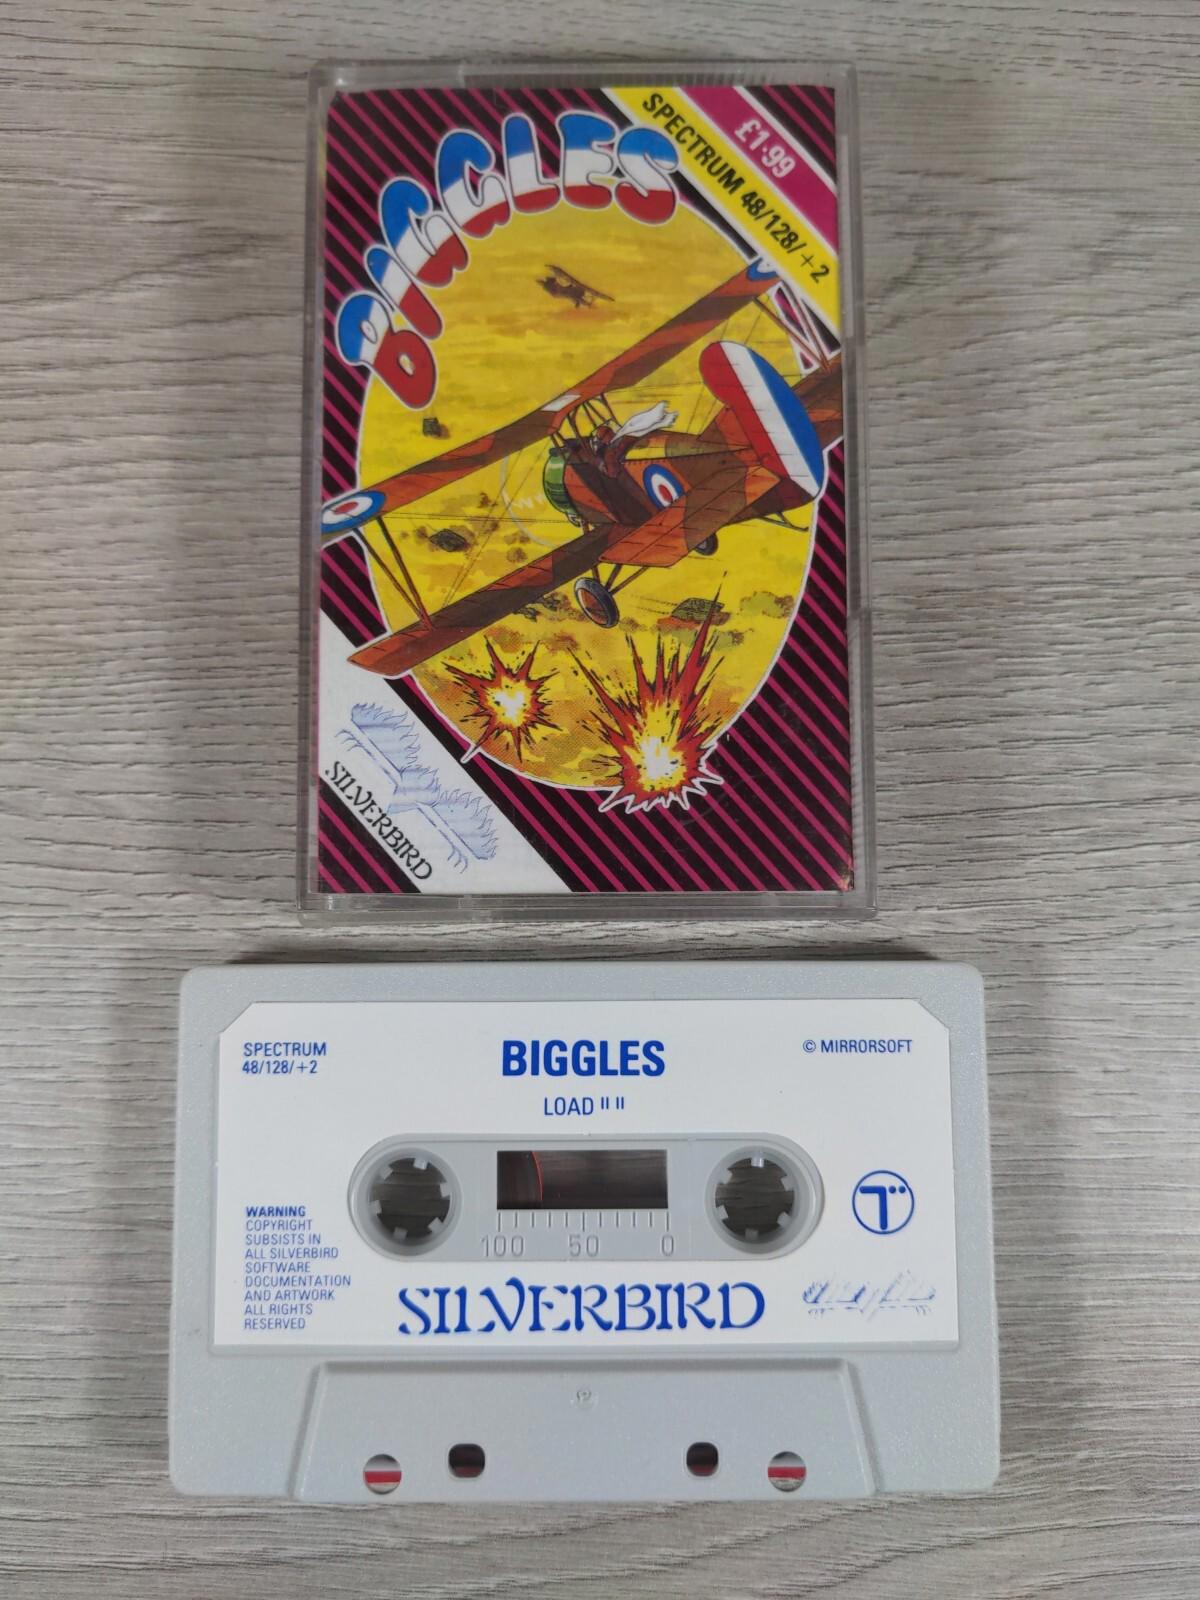 BIGGLES
£1·99
SPECTRUM 48/128/+2
SILVERBIRD
SPECTRUM
48/128/+2
BIGGLES
© MIRRORSOFT
LOAD " "
WARNING
COPYRIGHT
SUBSISTS IN
ALL SILVERBIRD
SOFTWARE
DOCUMENTATION
AND ARTWORK
ALL RIGHTS
RESERVED
100 50 0
SILVERBIRD